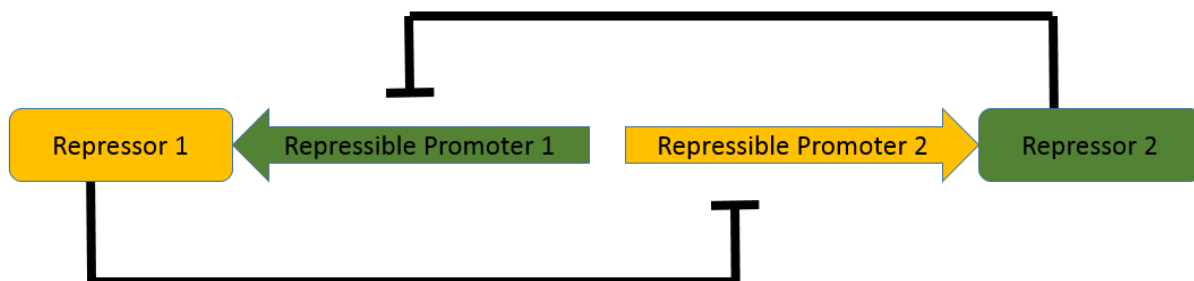 Repressor 1
Repressible Promoter 1
Repressible Promoter 2
Repressor 2